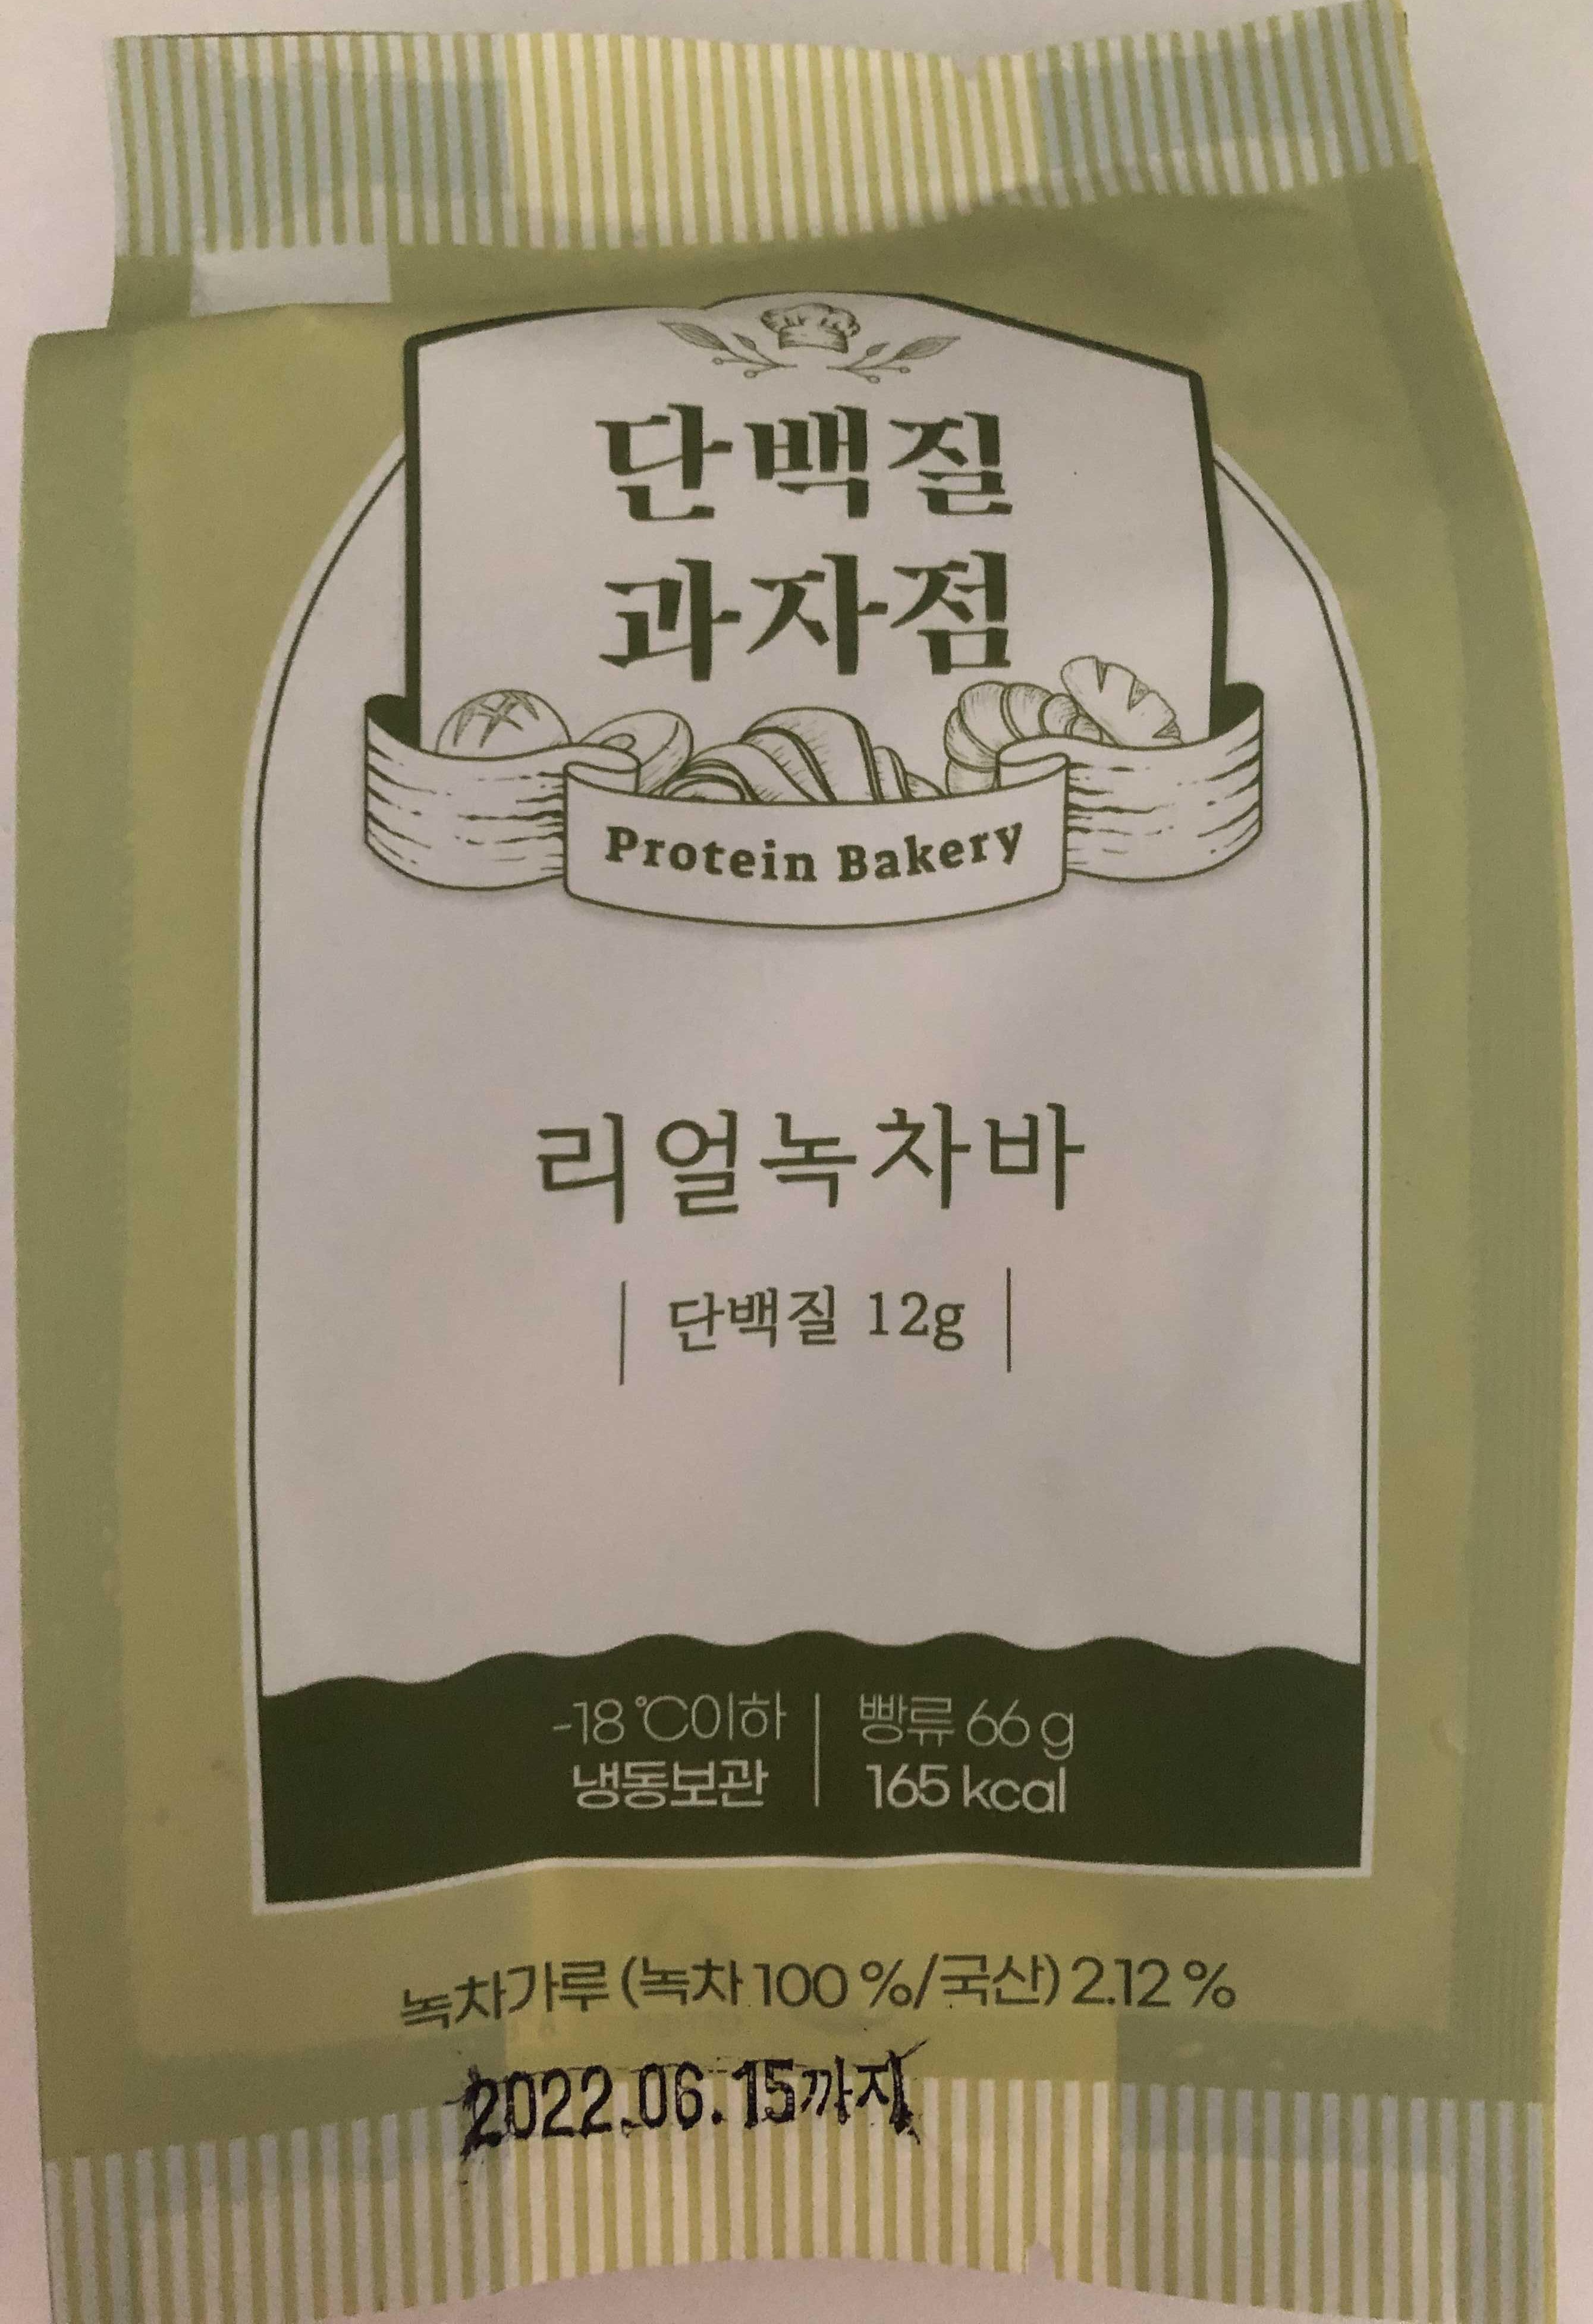 단백질
과자점
Protein Bakery
리얼녹차바
단백질 12g
-18℃이하
냉동보관
빵류 66 g
165 kcal
녹차가루 (녹차 100 %/국산) 2.12 %
2022.06.15까지